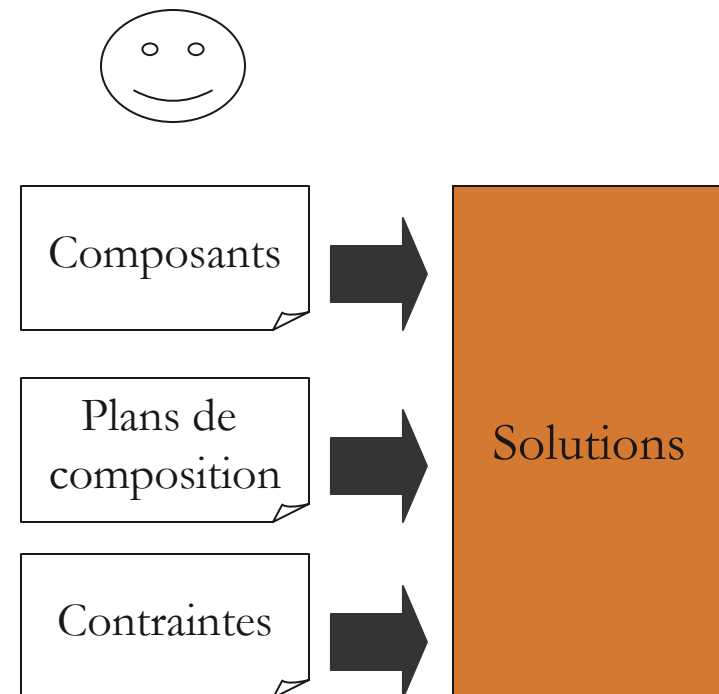 Composants
Plans de
composition
Contraintes
Solutions